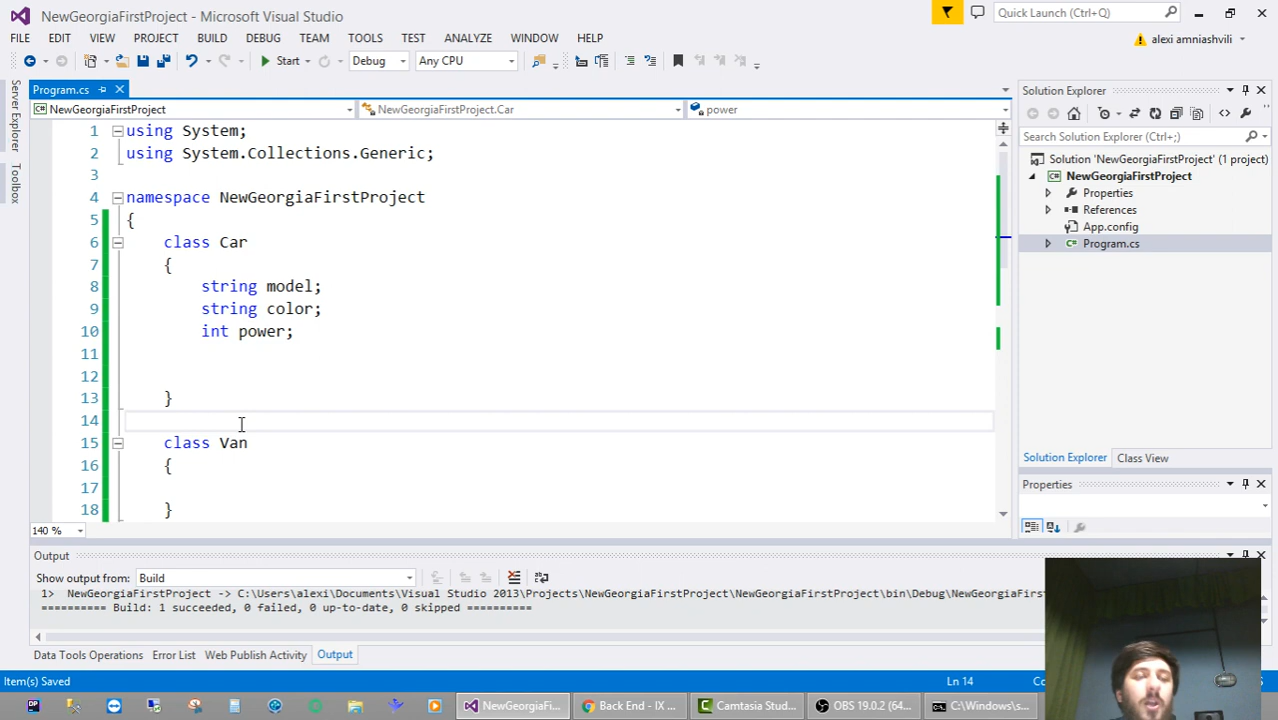 NewGeorgiaFirstProject - Microsoft Visual Studio
Quick Launch (Ctrl+Q)
FILE EDIT VIEW PROJECT BUILD DEBUG TEAM TOOLS TEST ANALYZE WINDOW HELP
alexi amniashvili
Start Debug Any CPU
Server Explorer
Toolbox
Program.cs
NewGeorgiaFirstProject NewGeorgiaFirstProject.Car power
1 using System;
2 using System.Collections.Generic;
3
4 namespace NewGeorgiaFirstProject
5 {
6 class Car
7 {
8 string model;
9 string color;
10 int power;
11
12
13 }
14
15 class Van
16 {
17
18 }
140 %
Solution Explorer
Search Solution Explorer (Ctrl+;)
Solution 'NewGeorgiaFirstProject' (1 project)
NewGeorgiaFirstProject
Properties
References
App.config
Program.cs
Solution Explorer Class View
Properties
Output
Show output from: Build
1> NewGeorgiaFirstProject -> C:\Users\alexi\Documents\Visual Studio 2013\Projects\NewGeorgiaFirstProject\NewGeorgiaFirstProject\bin\Debug\NewGeorgiaFirs
========== Build: 1 succeeded, 0 failed, 0 up-to-date, 0 skipped ==========
Data Tools Operations Error List Web Publish Activity Output
Item(s) Saved Ln 14 Co
DP NewGeorgiaFi... Back End - IX ... Camtasia Stud... OBS 19.0.2 (64... C:\Windows\s...